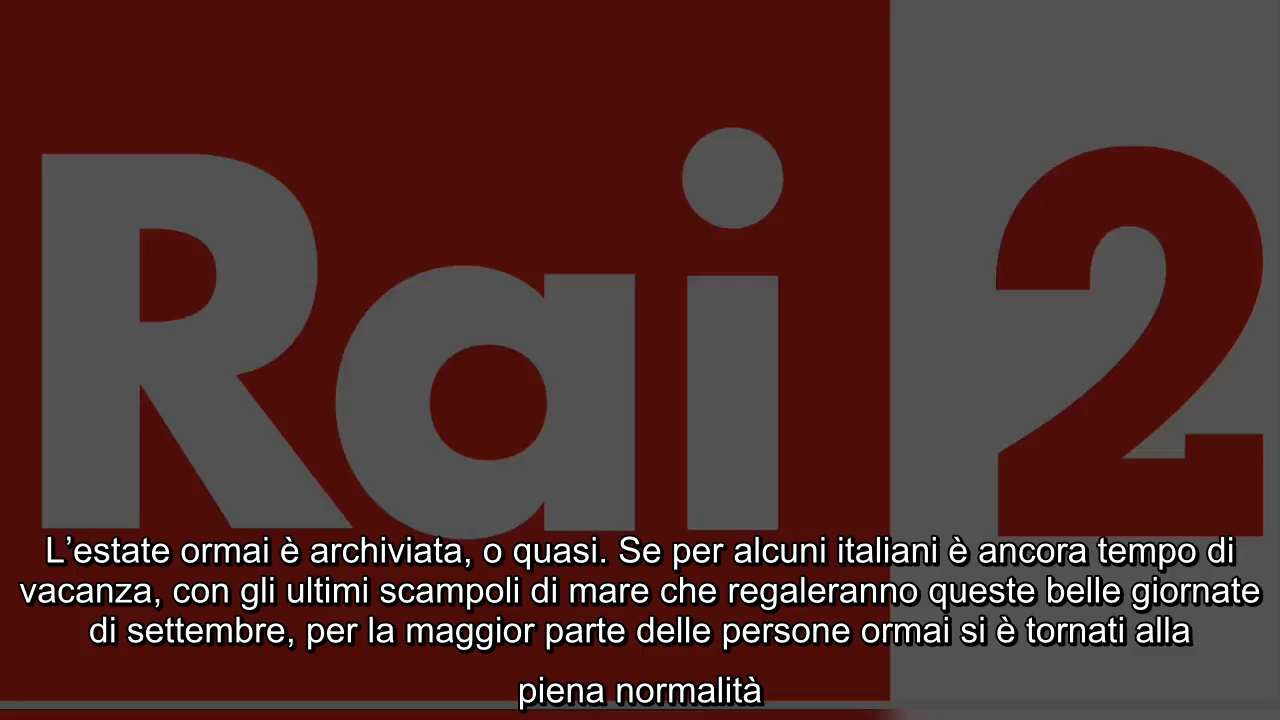 Rai 2
L’estate ormai è archiviata, o quasi. Se per alcuni italiani è ancora tempo di
vacanza, con gli ultimi scampoli di mare che regaleranno queste belle giornate
di settembre, per la maggior parte delle persone ormai si è tornati alla
piena normalità